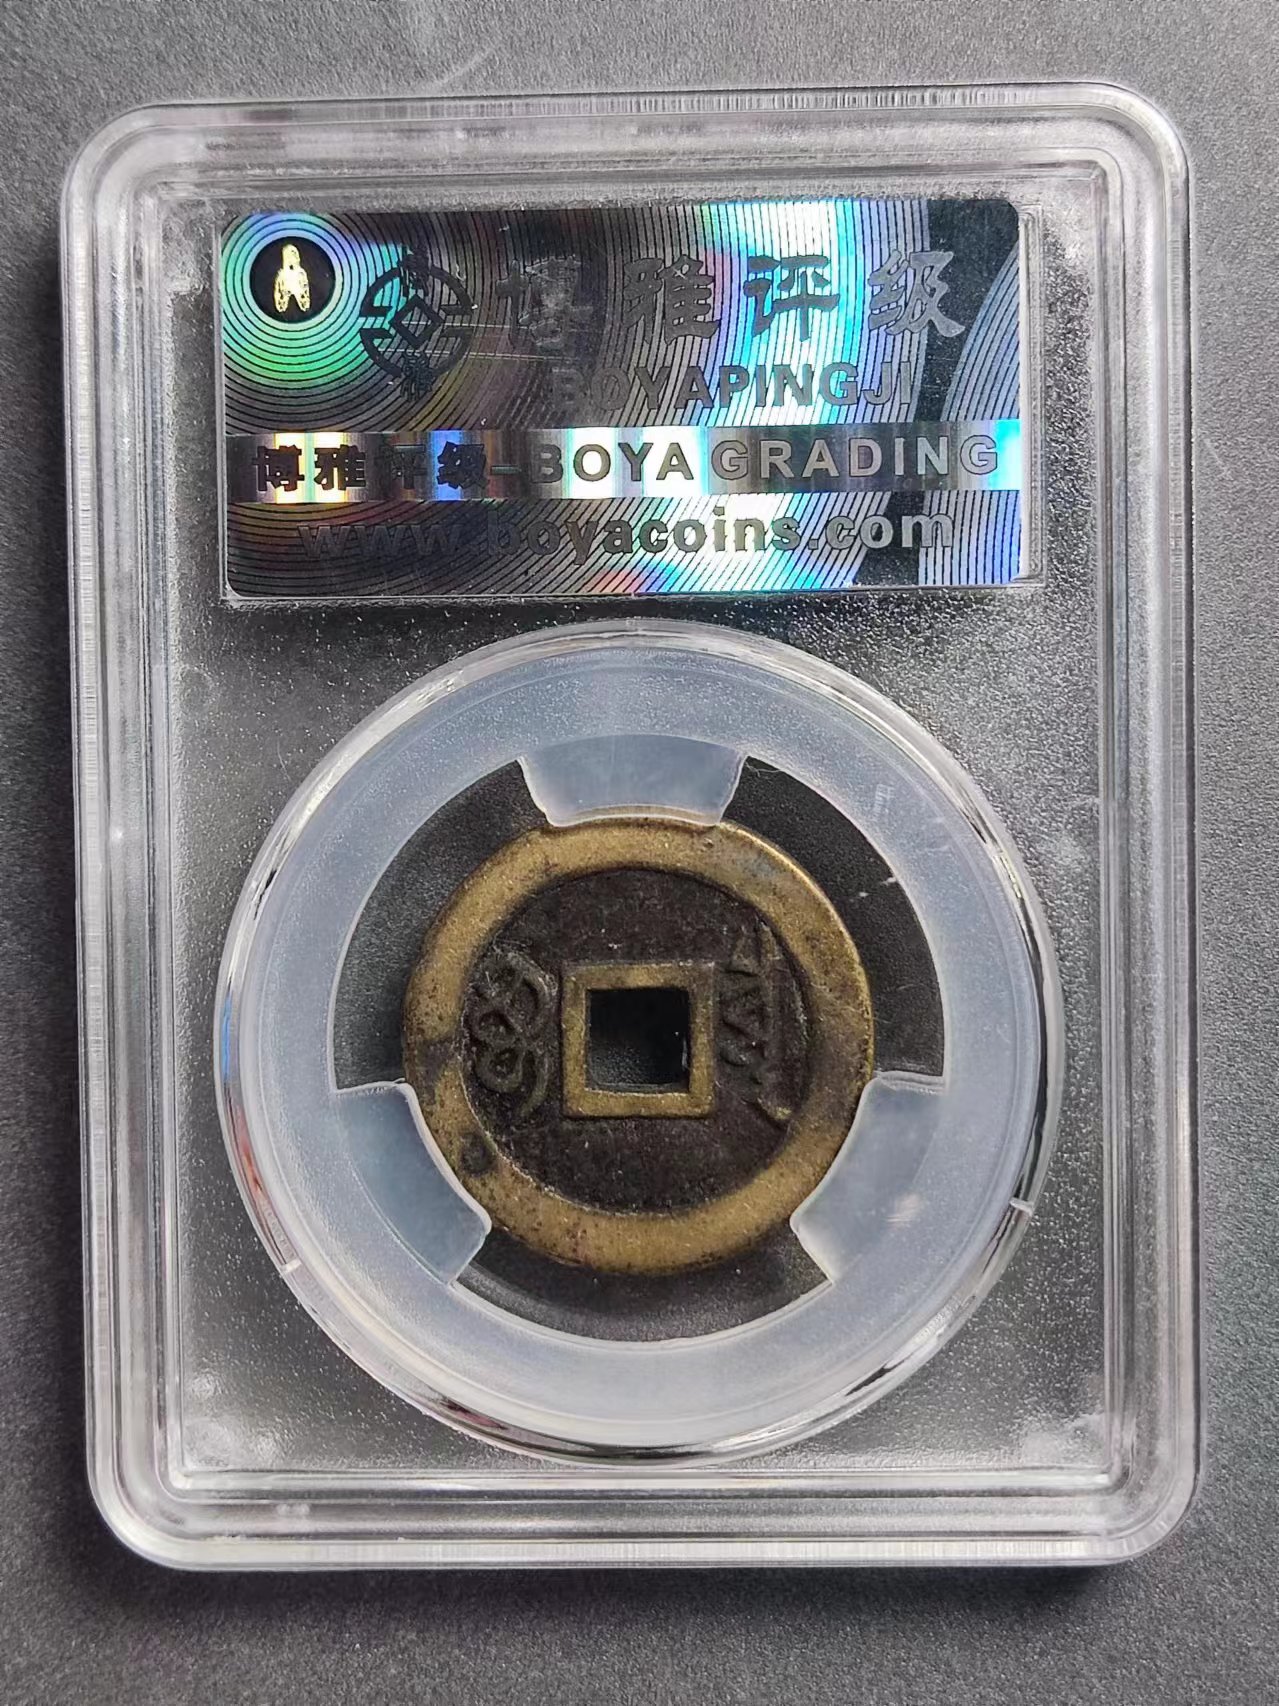 博雅评级
BOYAPINGJI
博雅评级-BOYA GRADING
www.boyacoins.com